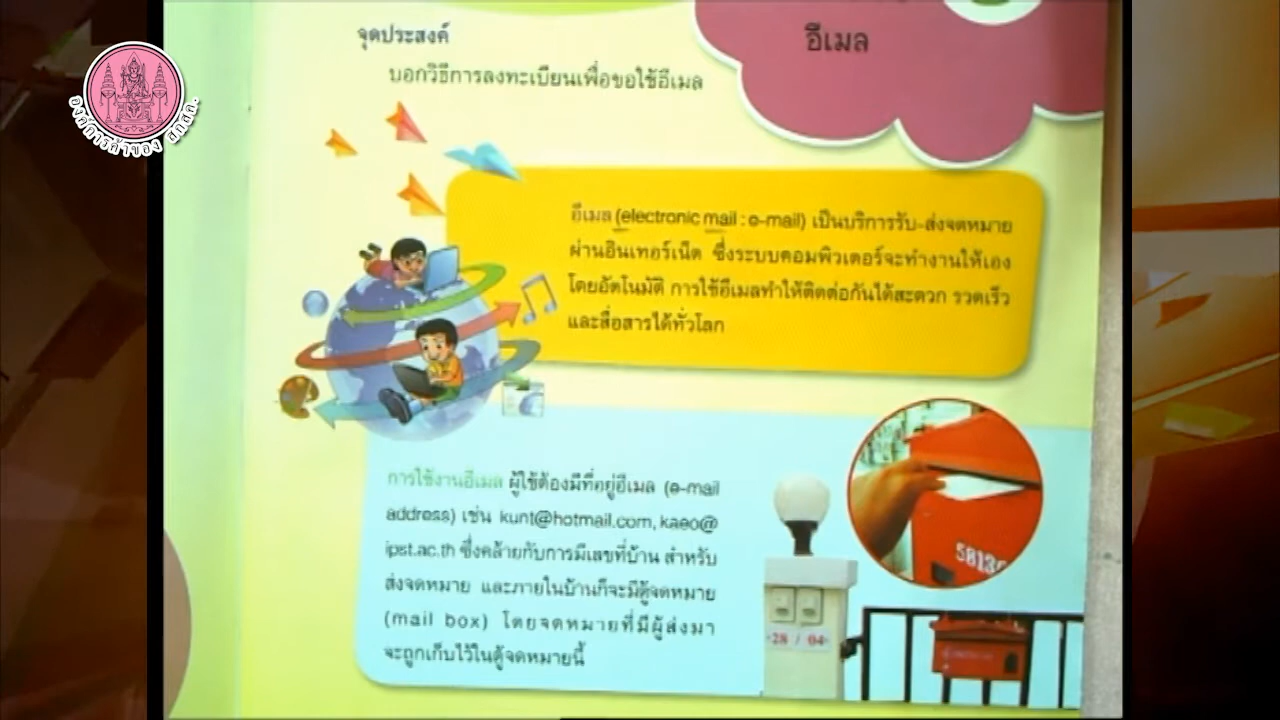 อีเมล
จุดประสงค์
บอกวิธีการลงทะเบียนเพื่อขอใช้อีเมล
องค์การค้าของ สกสค.
อีเมล (electronic mail : e-mail) เป็นบริการรับ-ส่งจดหมาย
ผ่านอินเทอร์เน็ต ซึ่งระบบคอมพิวเตอร์จะทำงานให้เอง
โดยอัตโนมัติ การใช้อีเมลทำให้ติดต่อกันได้สะดวก รวดเร็ว
และสื่อสารได้ทั่วโลก
การใช้งานอีเมล ผู้ใช้ต้องมีที่อยู่อีเมล (e-mail
address) เช่น kunt@hotmail.com, kaeo@
ipst.ac.th ซึ่งคล้ายกับการมีเลขที่บ้าน สำหรับ
ส่งจดหมาย และภายในบ้านก็จะมีตู้จดหมาย
(mail box) โดยจดหมายที่มีผู้ส่งมา
จะถูกเก็บไว้ในตู้จดหมายนี้
28 / 04